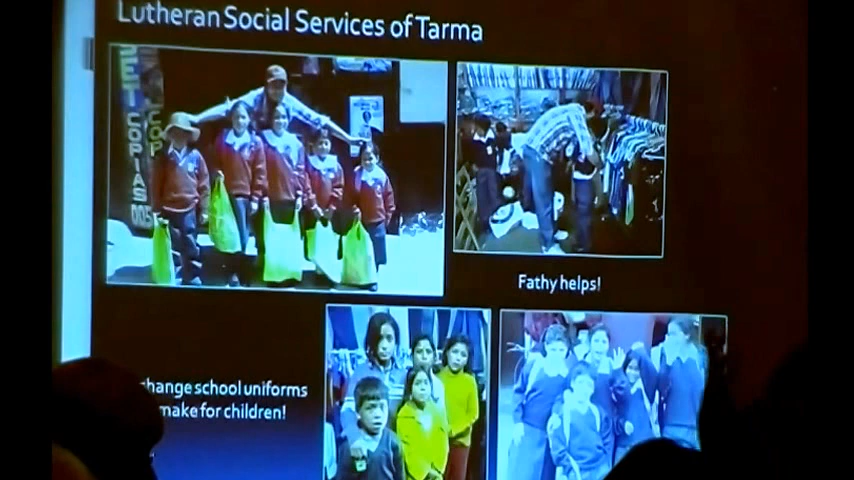 Lutheran Social Services of Tarma
COPIAS
Fathy helps!
change school uniforms
make for children!